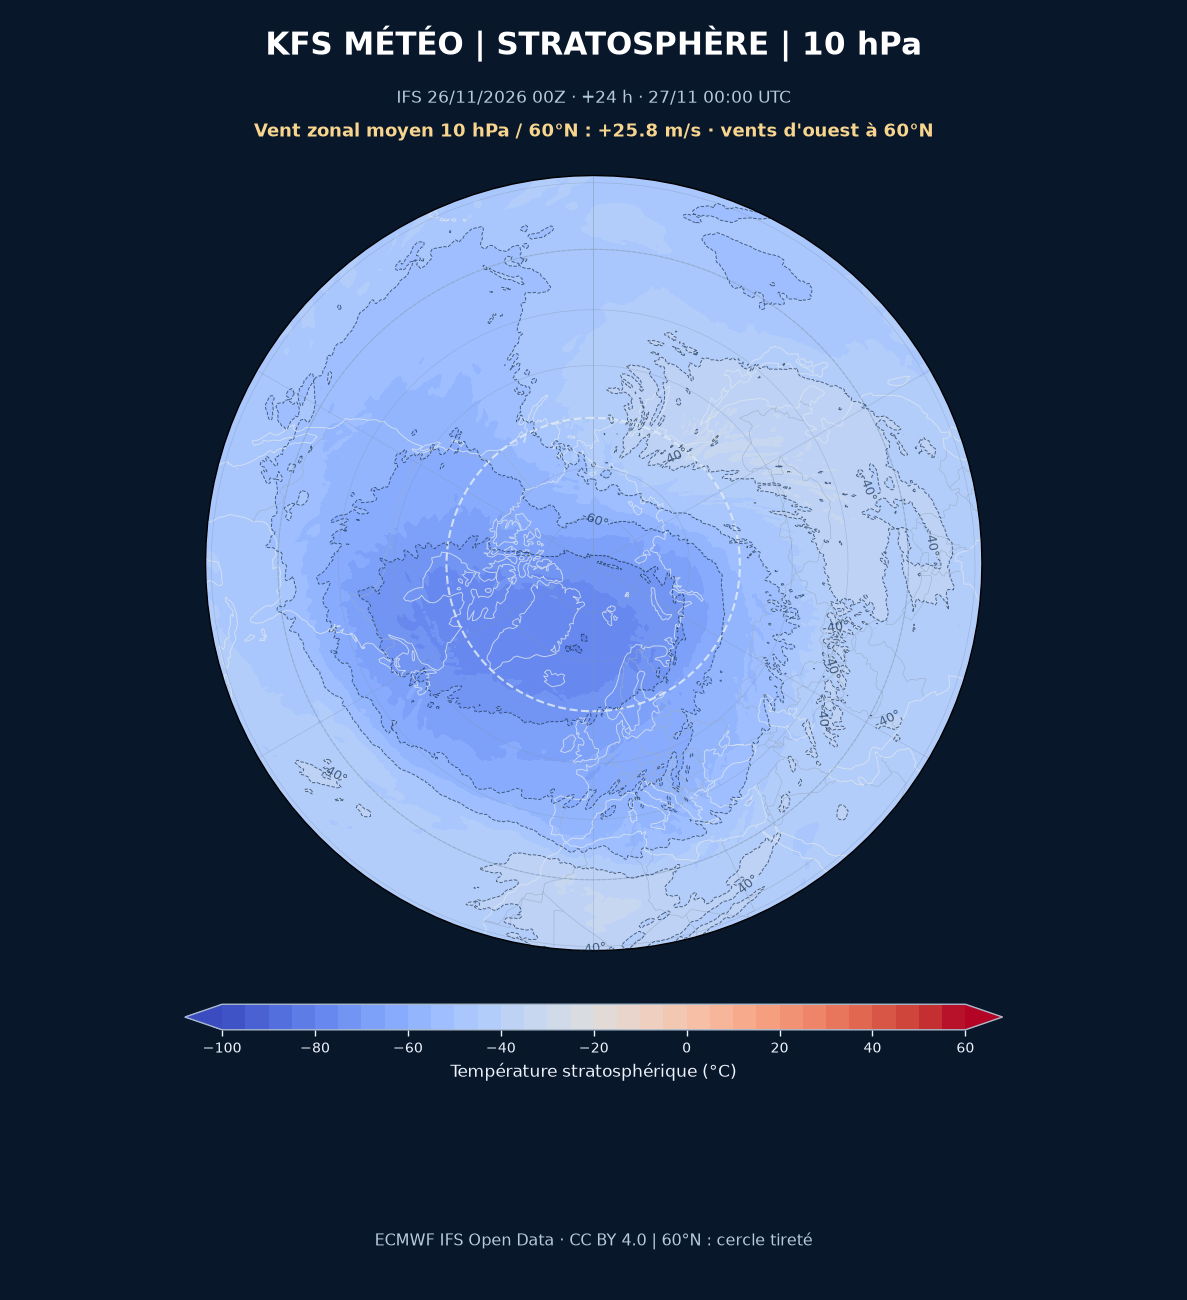 KFS MÉTÉO | STRATOSPHÈRE | 10 hPa
IFS 26/11/2026 00Z · +24 h · 27/11 00:00 UTC
Vent zonal moyen 10 hPa / 60°N : +25.8 m/s · vents d'ouest à 60°N
-40°
-40°
-60°
-40°
-40°
-40°
-40°
-40°
-40°
-40°
-40°
−100 −80 −60 −40 −20 0 20 40 60
Température stratosphérique (°C)
ECMWF IFS Open Data · CC BY 4.0 | 60°N : cercle tireté